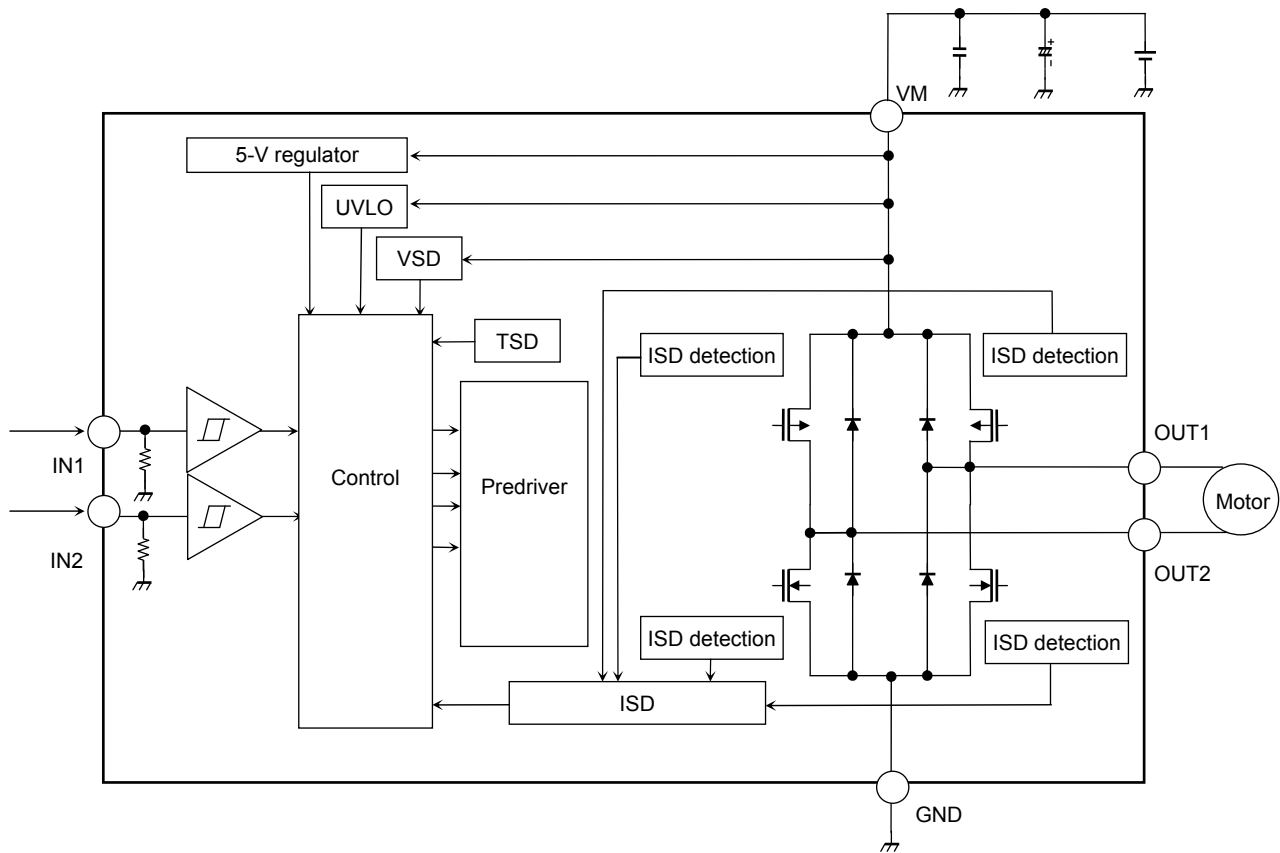 VM
5-V regulator
UVLO
VSD
TSD
ISD detection
ISD detection
OUT1
IN1
Control
Predriver
Motor
IN2
OUT2
ISD detection
ISD detection
ISD
GND